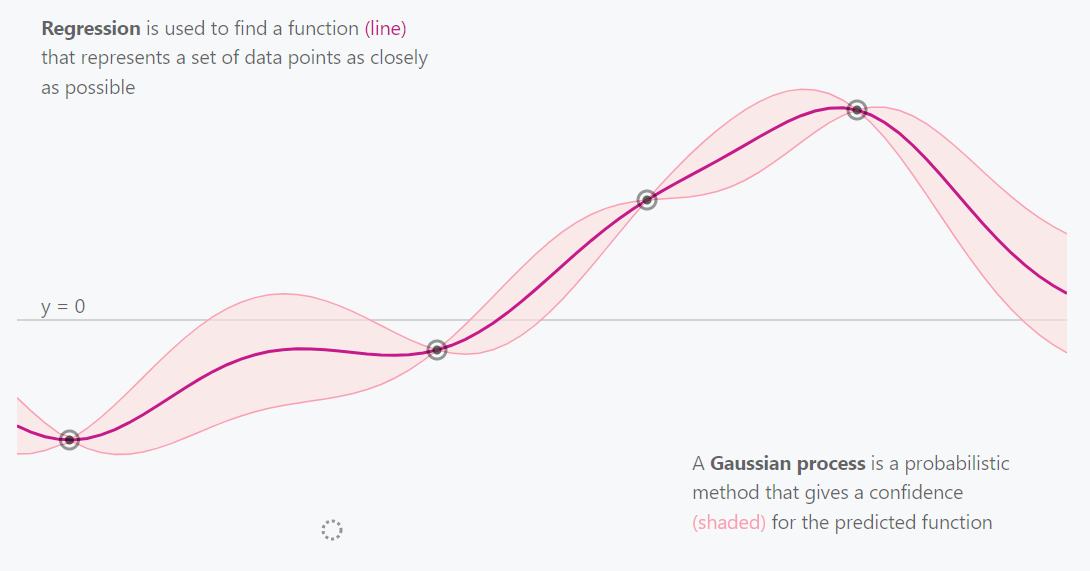 Regression is used to find a function (line)
that represents a set of data points as closely
as possible
y = 0
A Gaussian process is a probabilistic
method that gives a confidence
(shaded) for the predicted function